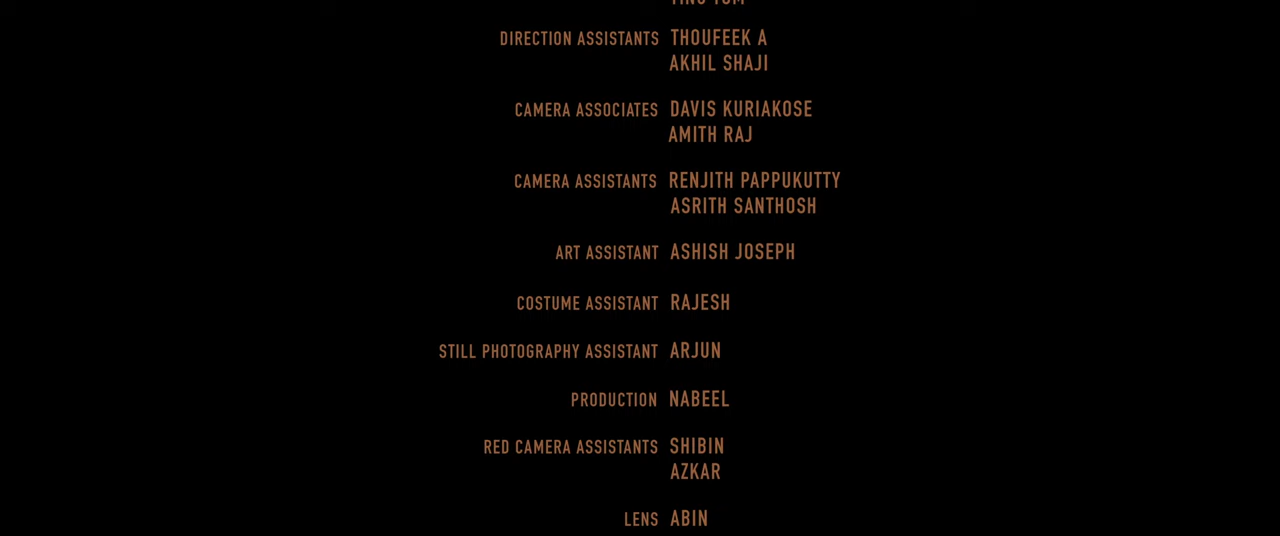 DIRECTION ASSISTANTS THOUFEEK A
AKHIL SHAJI
CAMERA ASSOCIATES DAVIS KURIAKOSE
AMITH RAJ
CAMERA ASSISTANTS RENJITH PAPPUKUTTY
ASRITH SANTHOSH
ART ASSISTANT ASHISH JOSEPH
COSTUME ASSISTANT RAJESH
STILL PHOTOGRAPHY ASSISTANT ARJUN
PRODUCTION NABEEL
RED CAMERA ASSISTANTS SHIBIN
AZKAR
LENS ABIN